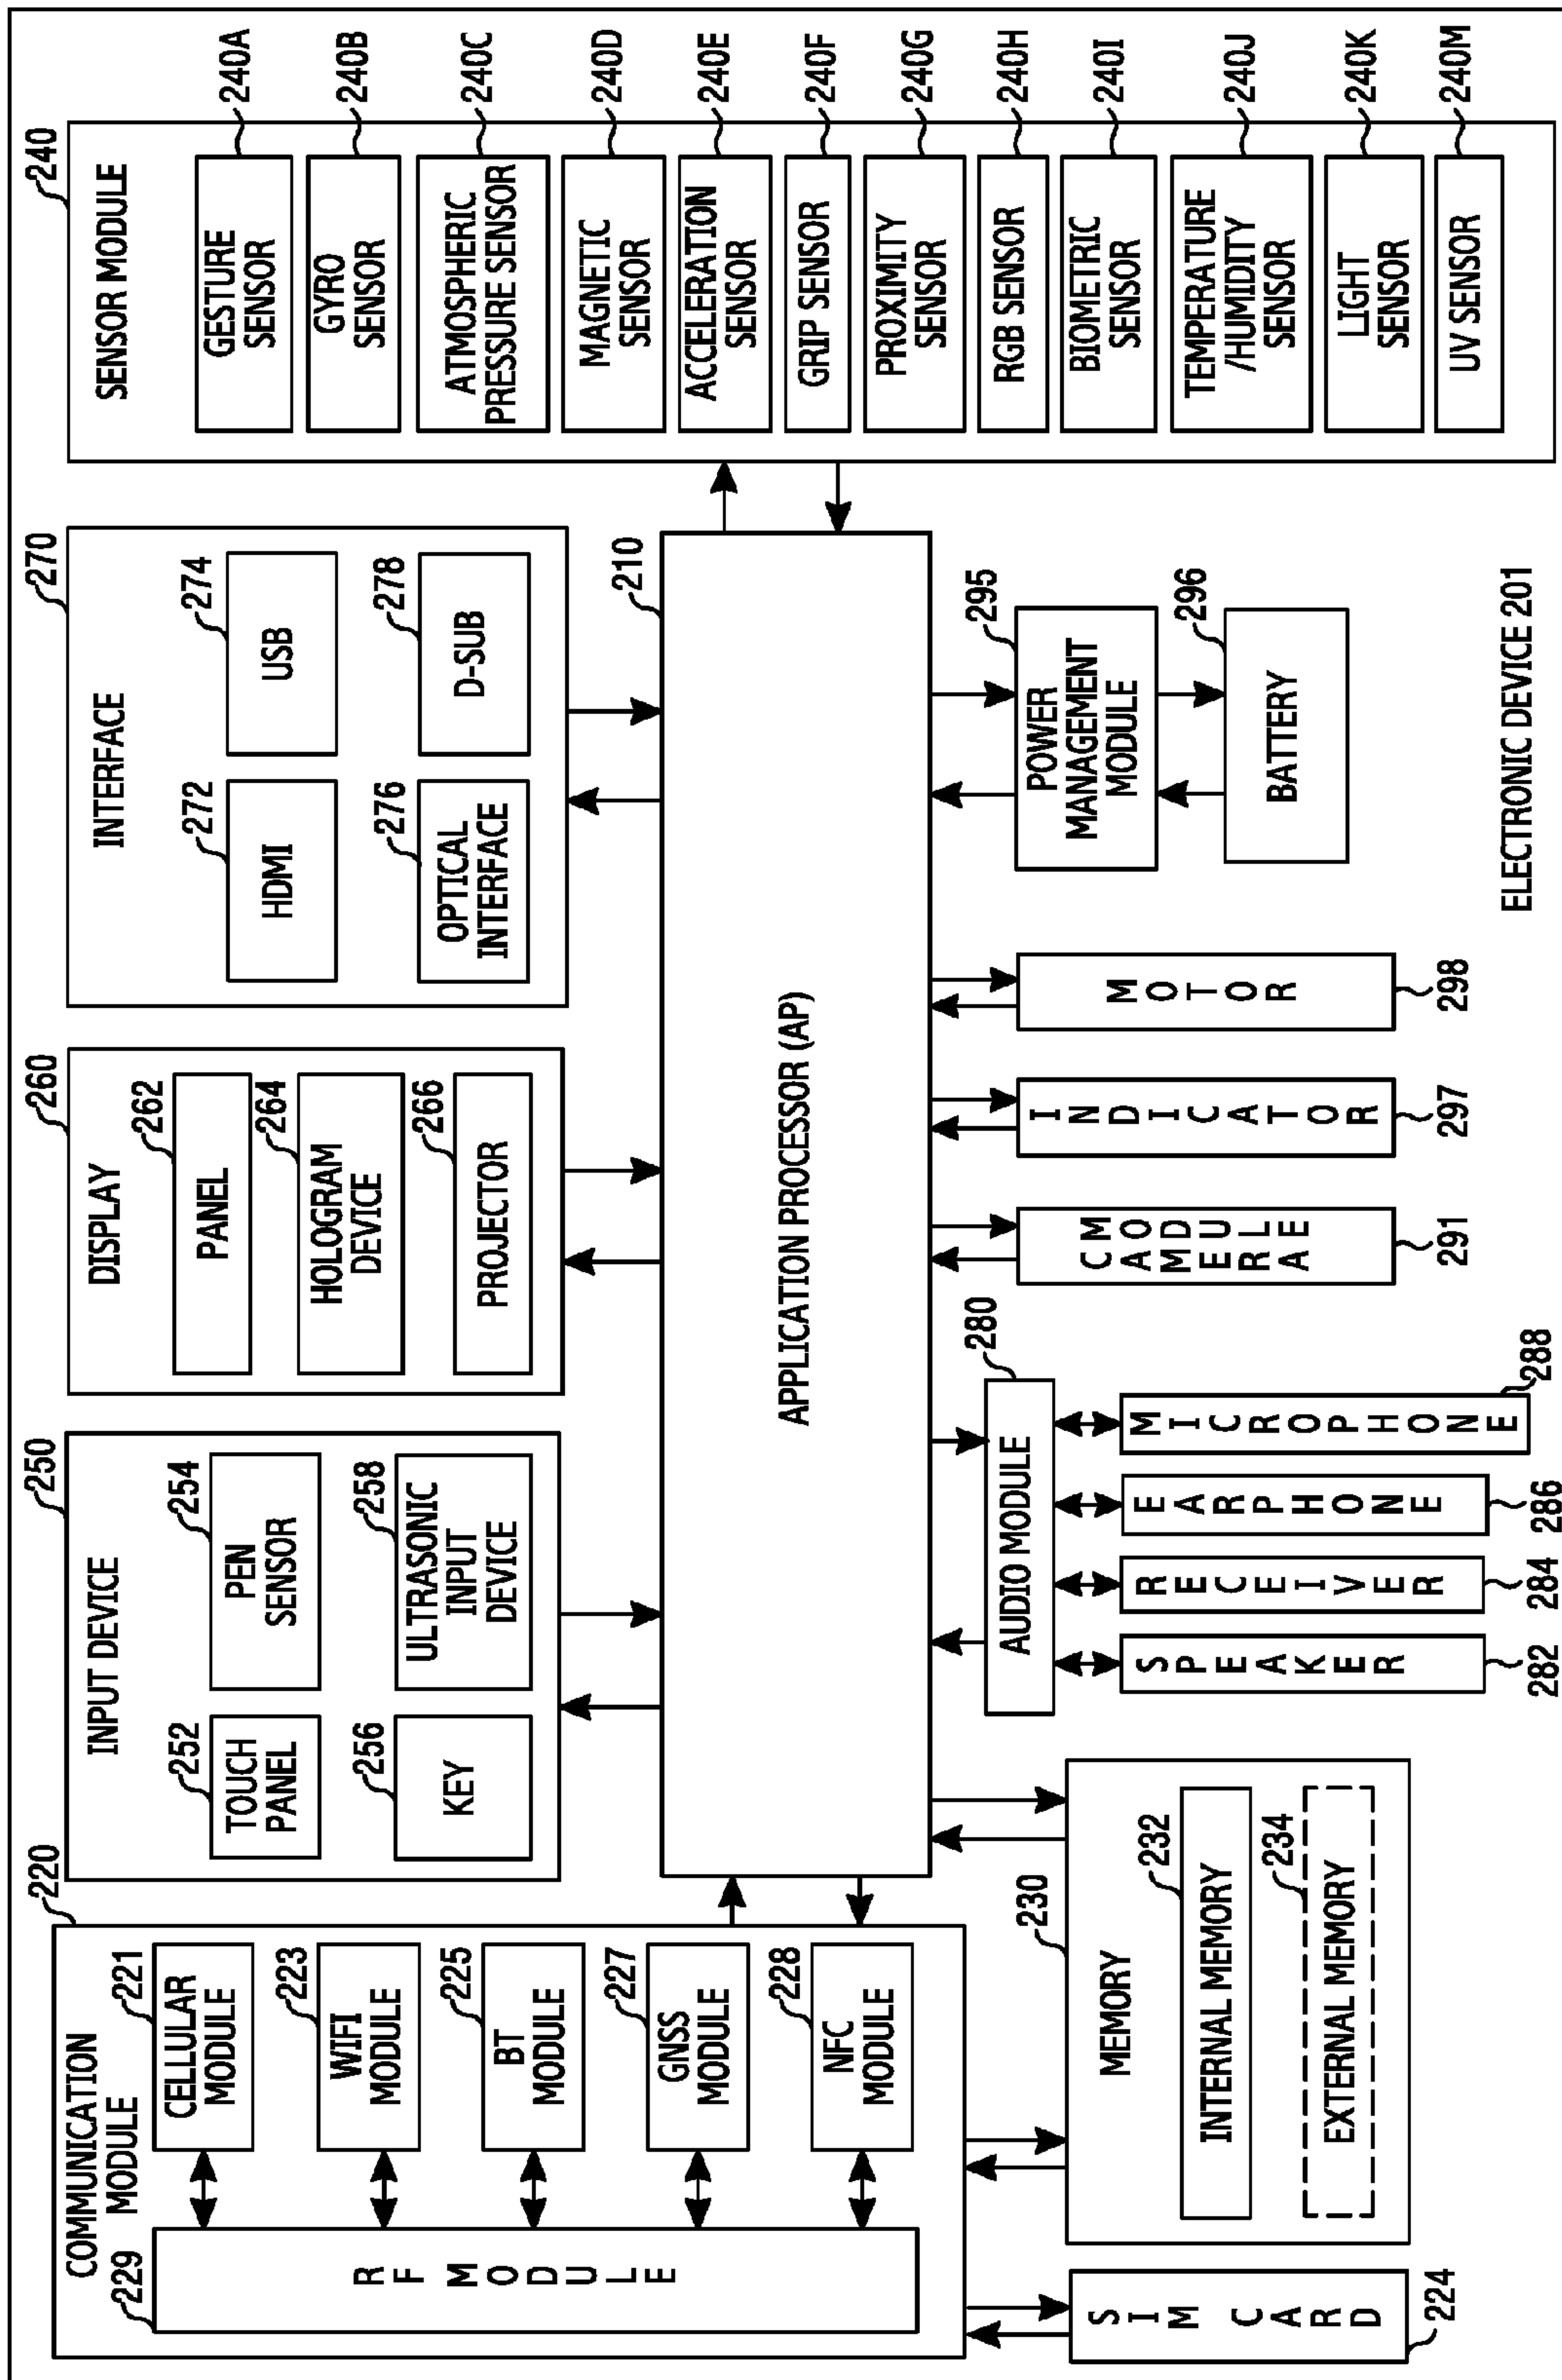 COMMUNICATION
MODULE
220
229
RF MODULE
CELLULAR
MODULE
221
WIFI
MODULE
223
BT
MODULE
225
GNSS
MODULE
227
NFC
MODULE
228
INPUT DEVICE
250
TOUCH
PANEL
252
PEN
SENSOR
254
KEY
256
ULTRASONIC
INPUT
DEVICE
258
DISPLAY
260
PANEL
262
HOLOGRAM
DEVICE
264
PROJECTOR
266
INTERFACE
270
HDMI
272
USB
274
OPTICAL
INTERFACE
276
D-SUB
278
SENSOR MODULE
240
GESTURE
SENSOR
240A
GYRO
SENSOR
240B
ATMOSPHERIC
PRESSURE SENSOR
240C
MAGNETIC
SENSOR
240D
ACCELERATION
SENSOR
240E
GRIP SENSOR
240F
PROXIMITY
SENSOR
240G
RGB SENSOR
240H
BIOMETRIC
SENSOR
240I
TEMPERATURE
/HUMIDITY
SENSOR
240J
LIGHT
SENSOR
240K
UV SENSOR
240M
APPLICATION PROCESSOR (AP)
210
SIM CARD
224
MEMORY
230
INTERNAL MEMORY
232
EXTERNAL MEMORY
234
AUDIO MODULE
280
SPEAKER
282
RECEIVER
284
EARPHONE
286
MICROPHONE
288
CAMERA
MODULE
291
INDICATOR
297
MOTOR
298
POWER
MANAGEMENT
MODULE
295
BATTERY
296
ELECTRONIC DEVICE 201